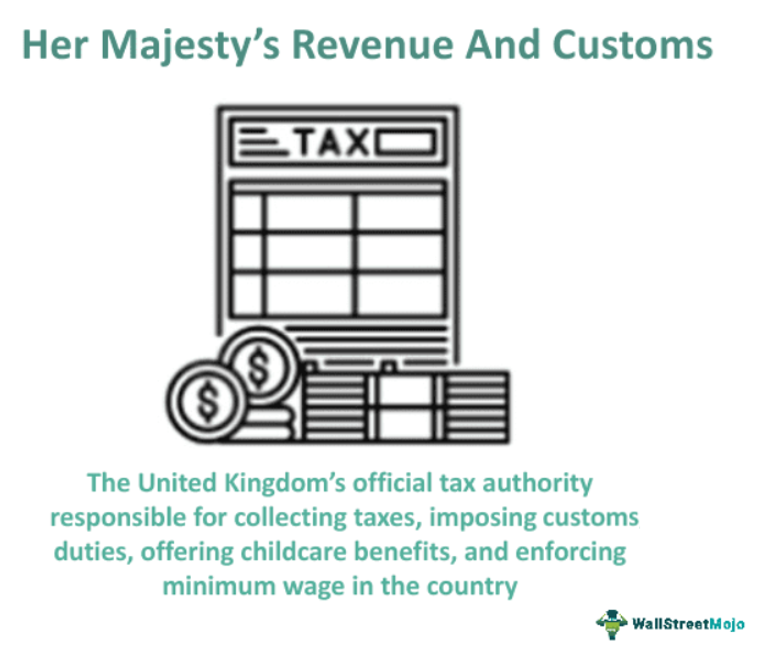 Her Majesty’s Revenue And Customs
TAX
$
$
The United Kingdom’s official tax authority
responsible for collecting taxes, imposing customs
duties, offering childcare benefits, and enforcing
minimum wage in the country
WallStreetMojo